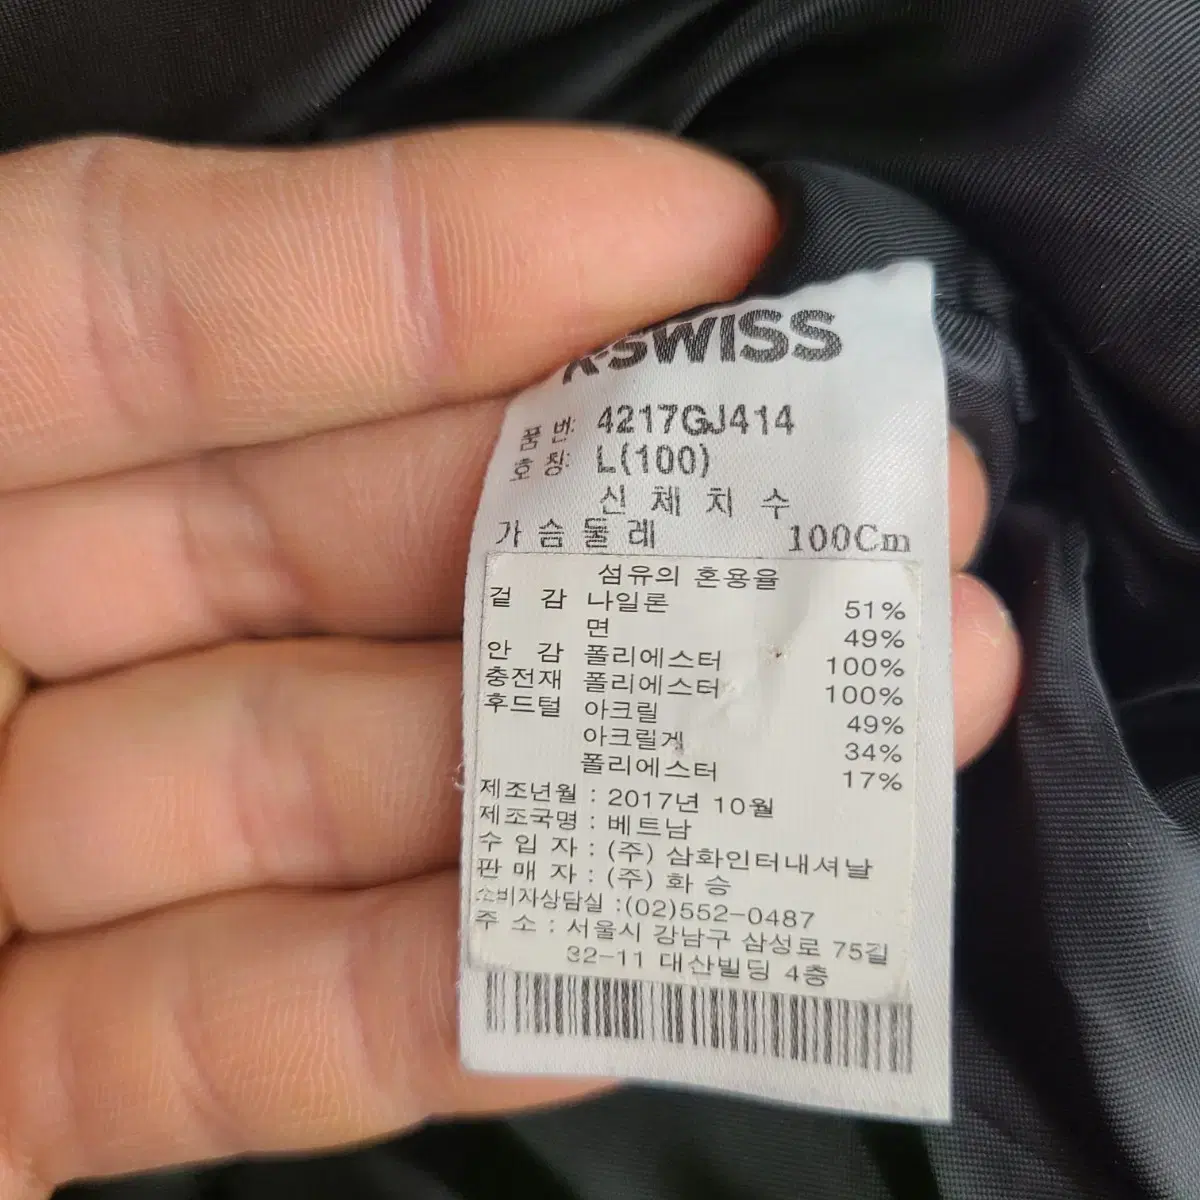 K·SWISS
품 번: 4217GJ414
호 칭: L(100)
신 체 치 수
가 슴 둘 레 100Cm
섬유의 혼용율
겉 감 나일론 51%
면 49%
안 감 폴리에스터 100%
충전재 폴리에스터 100%
후드털 아크릴 49%
아크릴계 34%
폴리에스터 17%
제조년월 : 2017년 10월
제조국명 : 베트남
수 입 자 : (주) 삼화인터내셔날
판 매 자 : (주) 화 승
소비자상담실 :(02)552-0487
주 소 : 서울시 강남구 삼성로 75길
32-11 대산빌딩 4층